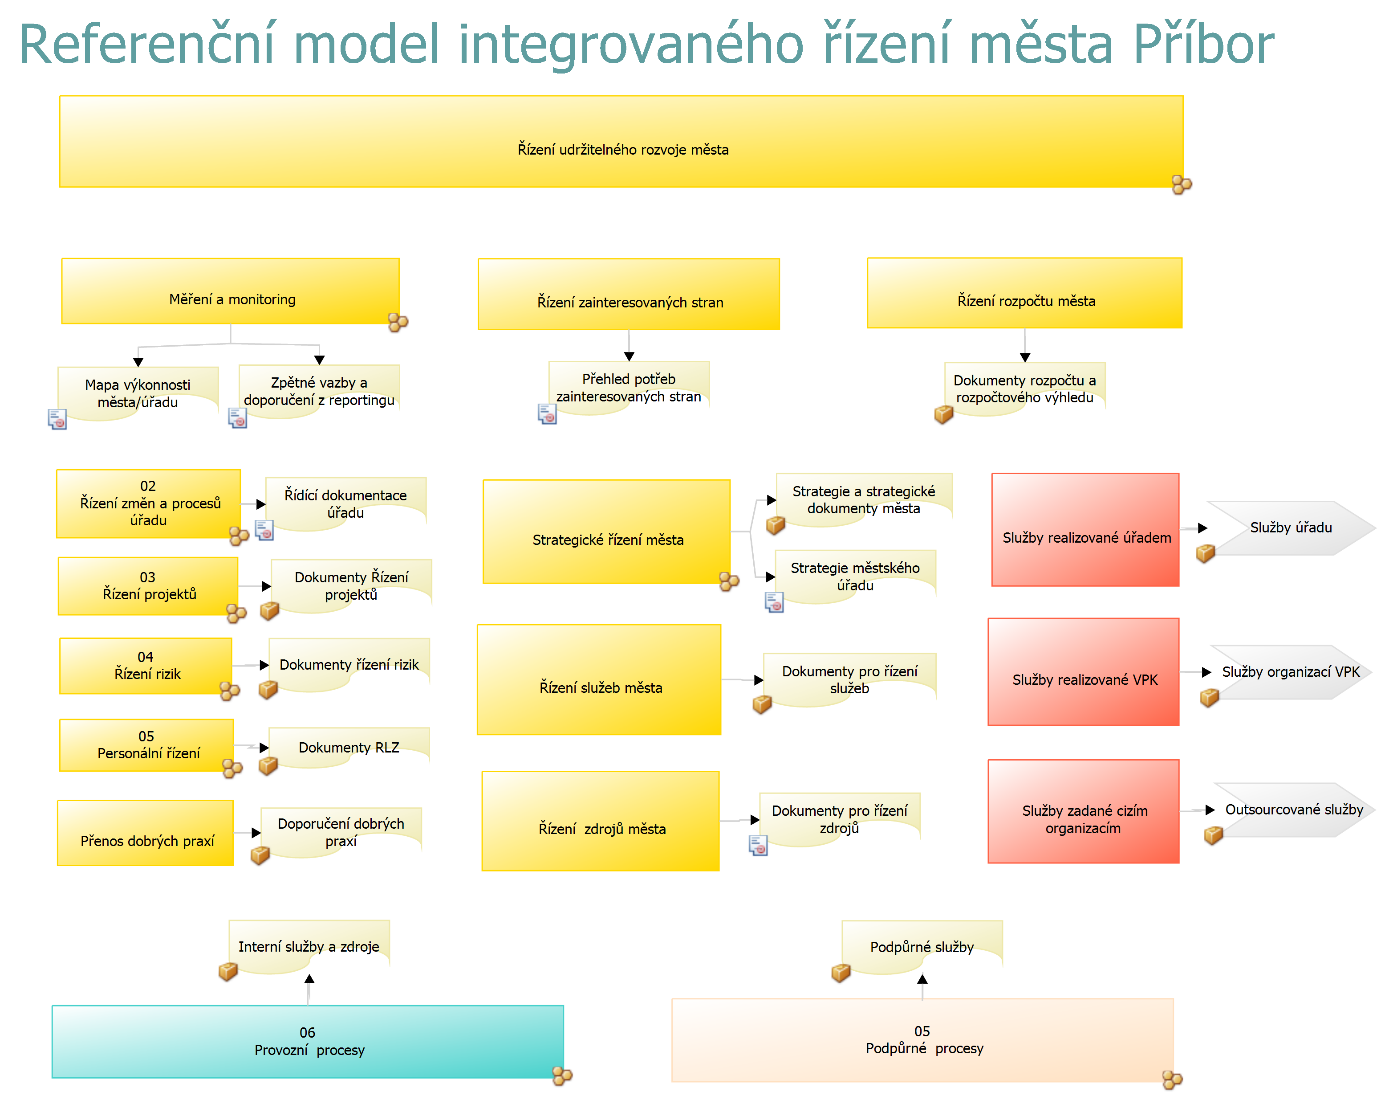 Referenční model integrovaného řízení města Příbor
Řízení udržitelného rozvoje města
Měření a monitoring
Řízení zainteresovaných stran
Řízení rozpočtu města
Mapa výkonnosti
města/úřadu
Zpětné vazby a
doporučení z reportingu
Přehled potřeb
zainteresovaných stran
Dokumenty rozpočtu a
rozpočtového výhledu
02
Řízení změn a procesů
úřadu
Řídící dokumentace
úřadu
03
Řízení projektů
Dokumenty Řízení
projektů
04
Řízení rizik
Dokumenty řízení rizik
05
Personální řízení
Dokumenty RLZ
Přenos dobrých praxí
Doporučení dobrých
praxí
Strategické řízení města
Strategie a strategické
dokumenty města
Strategie městského
úřadu
Řízení služeb města
Dokumenty pro řízení
služeb
Řízení  zdrojů města
Dokumenty pro řízení
zdrojů
Služby realizované úřadem
Služby úřadu
Služby realizované VPK
Služby organizací VPK
Služby zadané cizím
organizacím
Outsourcované služby
Interní služby a zdroje
06
Provozní  procesy
Podpůrné služby
05
Podpůrné  procesy